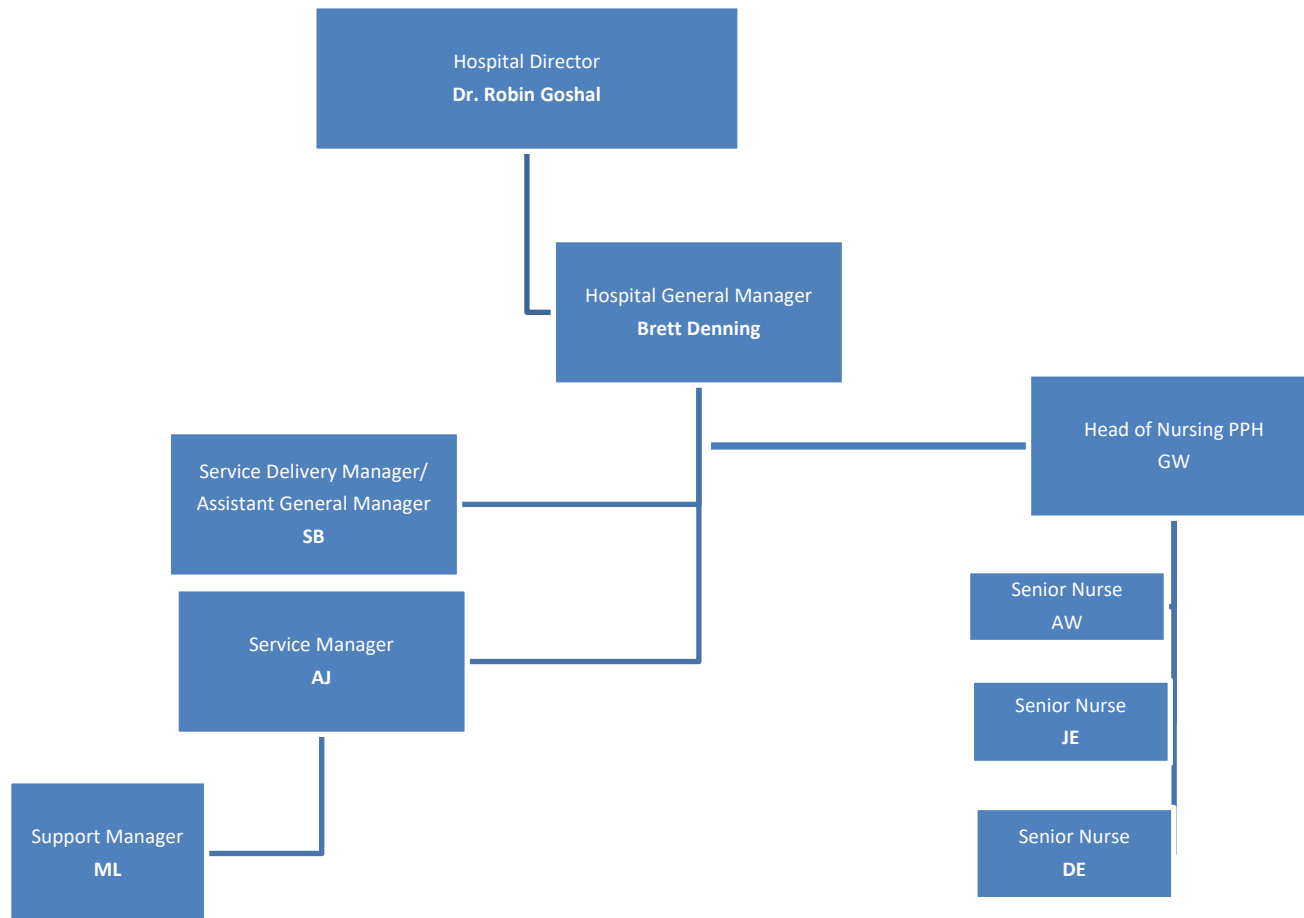 Hospital Director
Dr. Robin Goshal
Hospital General Manager
Brett Denning
Head of Nursing PPH
GW
Service Delivery Manager/
Assistant General Manager
SB
Senior Nurse
AW
Service Manager
AJ
Senior Nurse
JE
Support Manager
ML
Senior Nurse
DE